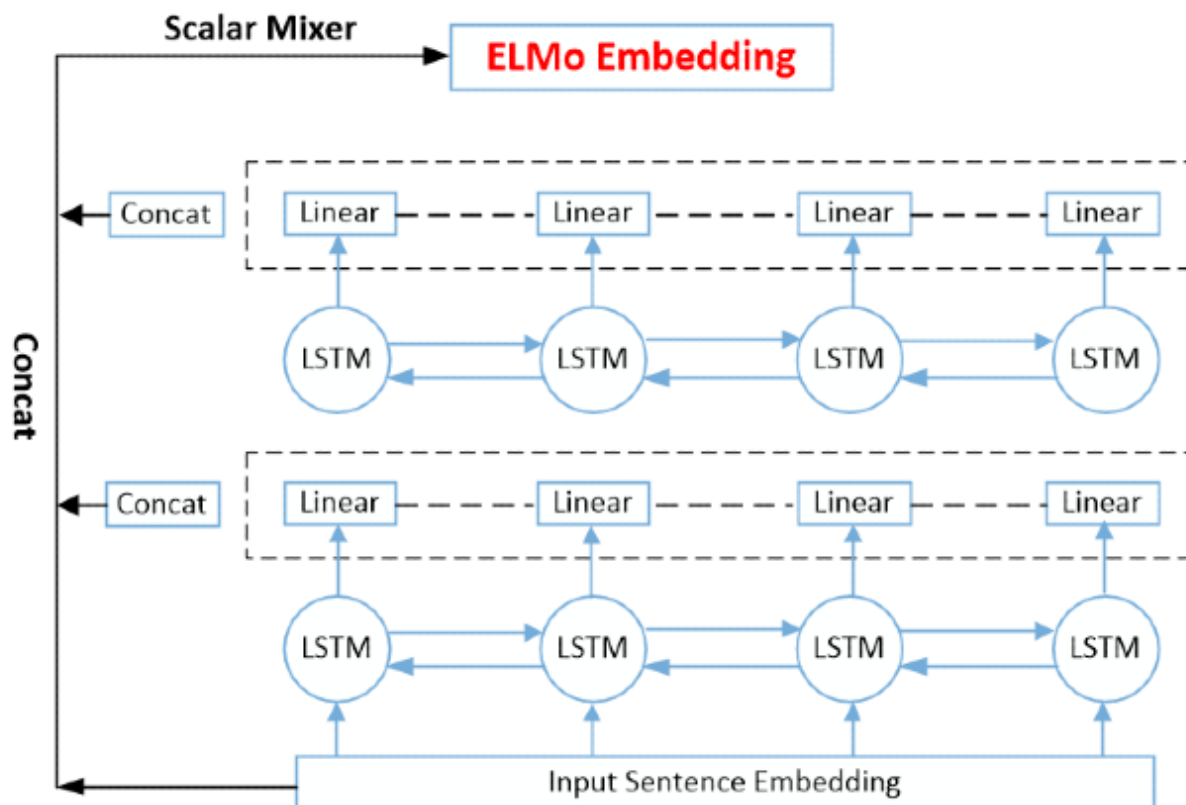 Scalar Mixer
ELMo Embedding
Concat
Linear Linear Linear Linear
LSTM LSTM LSTM LSTM
Concat
Concat
Linear Linear Linear Linear
LSTM LSTM LSTM LSTM
Input Sentence Embedding